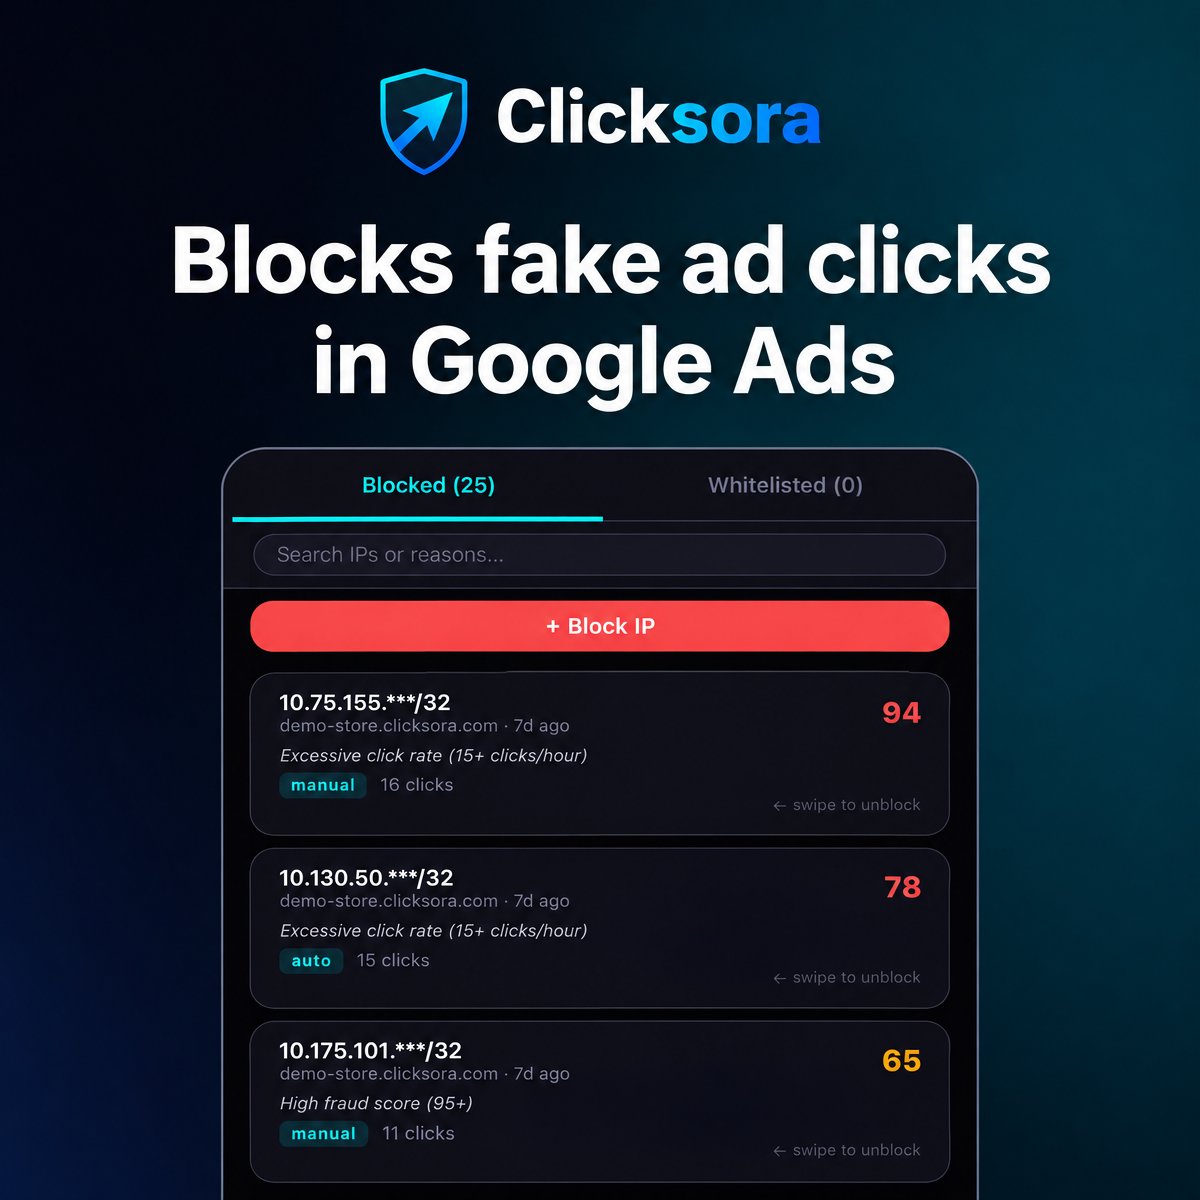 Clicksora
Blocks fake ad clicks
in Google Ads
Blocked (25) Whitelisted (0)
Search IPs or reasons...
+ Block IP
10.75.155.***/32
94
demo-store.clicksora.com · 7d ago
Excessive click rate (15+ clicks/hour)
manual 16 clicks
← swipe to unblock
10.130.50.***/32
78
demo-store.clicksora.com · 7d ago
Excessive click rate (15+ clicks/hour)
auto 15 clicks
← swipe to unblock
10.175.101.***/32
65
demo-store.clicksora.com · 7d ago
High fraud score (95+)
manual 11 clicks
← swipe to unblock